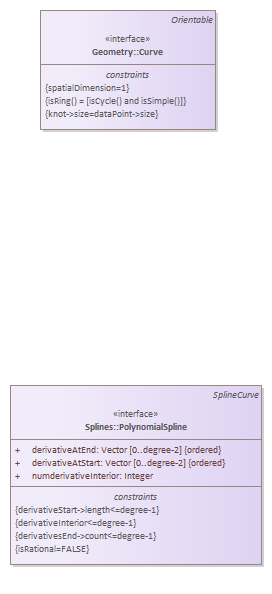 Orientable
«interface»
Geometry::Curve
constraints
{spatialDimension=1}
{isRing() = [isCycle() and isSimple()]}
{knot->size=dataPoint->size}
SplineCurve
«interface»
Splines::PolynomialSpline
+ derivativeAtEnd: Vector [0..degree-2] {ordered}
+ derivativeAtStart: Vector [0..degree-2] {ordered}
+ numderivativeInterior: Integer
constraints
{derivativeStart->length<=degree-1}
{derivativeInterior<=degree-1}
{derivativesEnd->count<=degree-1}
{isRational=FALSE}